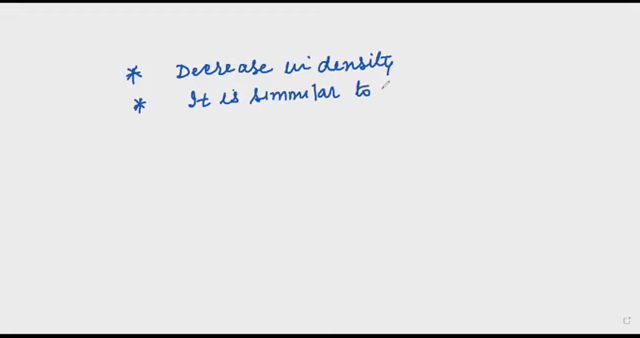 * Decrease in density
* It is simmilar to